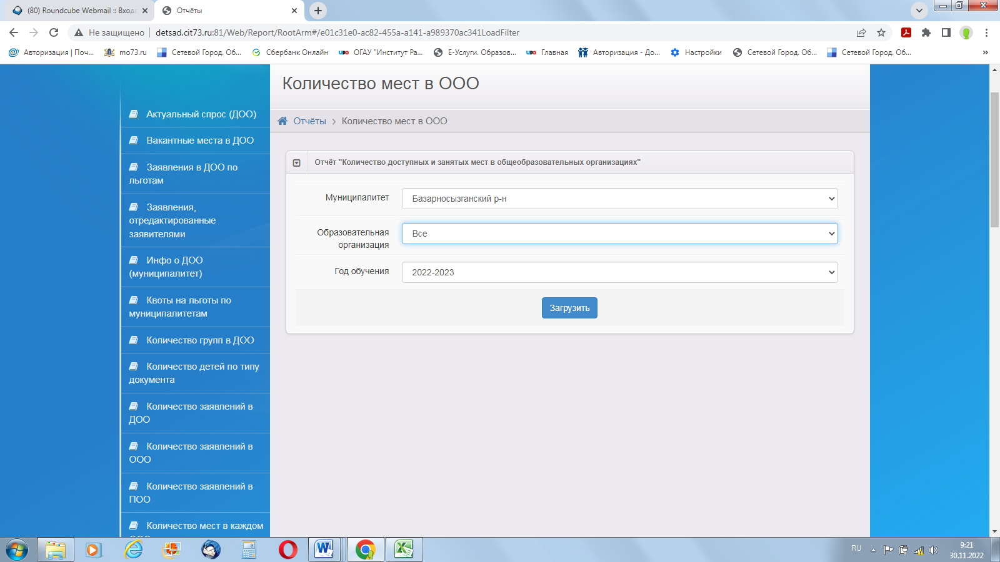 (80) Roundcube Webmail :: Входя
Отчёты
Не защищено
detsad.cit73.ru:81/Web/Report/RootArm#/e01c31e0-ac82-455a-a141-a989370ac341LoadFilter
Авторизация | Поч...
mo73.ru
Сетевой Город. Об...
Сбербанк Онлайн
ОГАУ "Институт Ра...
Е-Услуги. Образов...
Главная
Авторизация - До...
Настройки
Сетевой Город. Об...
Сетевой Город. Об...
»
Количество мест в ООО
Отчёты
Количество мест в ООО
Актуальный спрос (ДОО)
Вакантные места в ДОО
Заявления в ДОО по
льготам
Заявления,
отредактированные
заявителями
Инфо о ДОО
(муниципалитет)
Квоты на льготы по
муниципалитетам
Количество групп в ДОО
Количество детей по типу
документа
Количество заявлений в
ДОО
Количество заявлений в
ООО
Количество заявлений в
ПОО
Количество мест в каждом
Отчёт "Количество доступных и занятых мест в общеобразовательных организациях"
Муниципалитет
Базарносызганский р-н
Образовательная
организация
Все
Год обучения
2022-2023
Загрузить
RU
9:21
30.11.2022